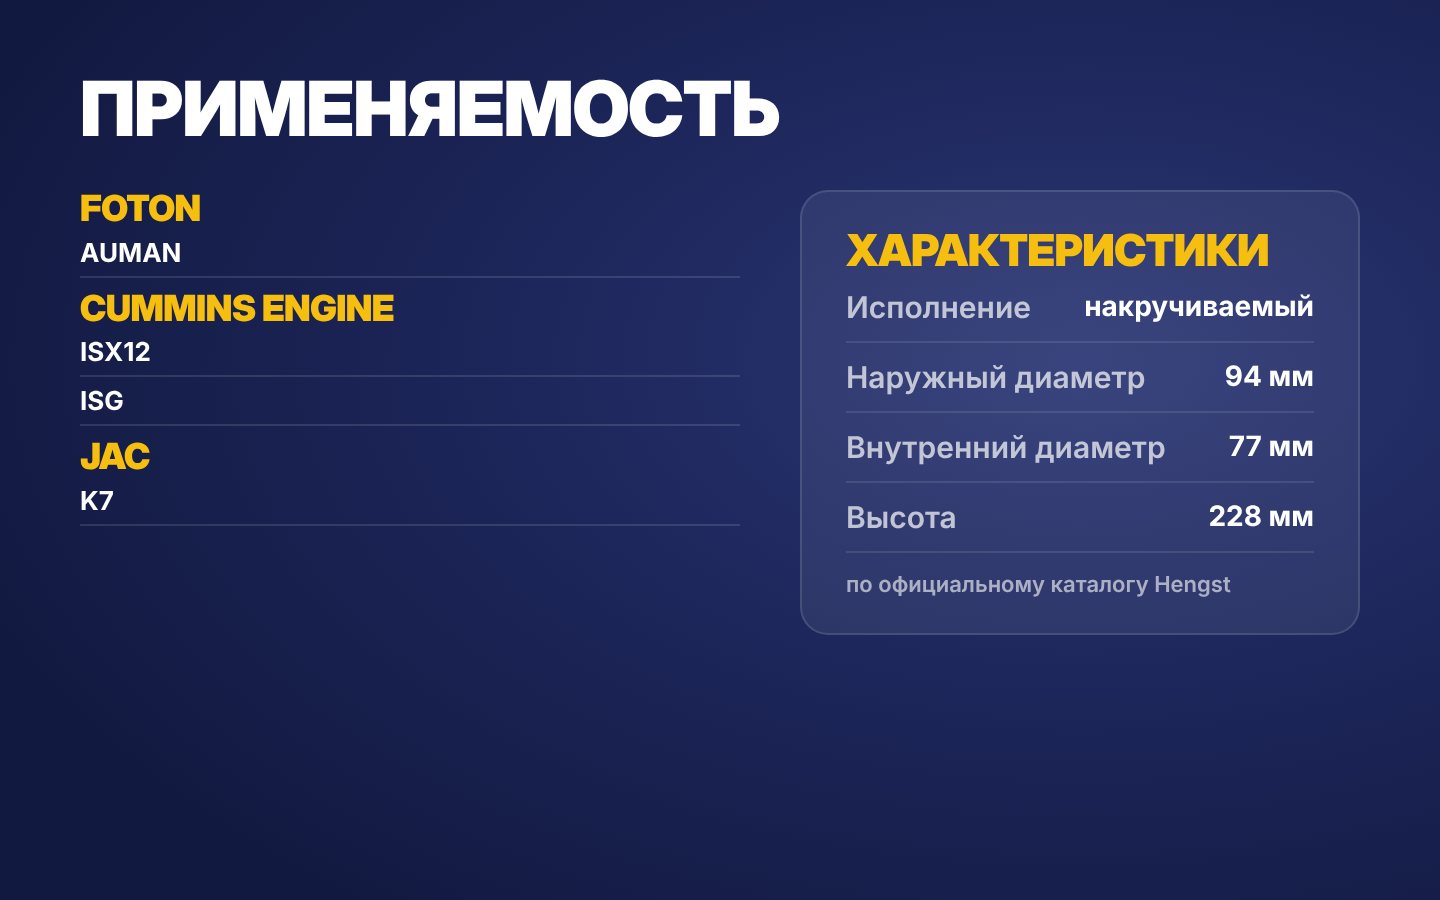 ПРИМЕНЯЕМОСТЬ
FOTON
AUMAN
CUMMINS ENGINE
ISX12
ISG
JAC
K7
ХАРАКТЕРИСТИКИ
Исполнение накручиваемый
Наружный диаметр 94 мм
Внутренний диаметр 77 мм
Высота 228 мм
по официальному каталогу Hengst